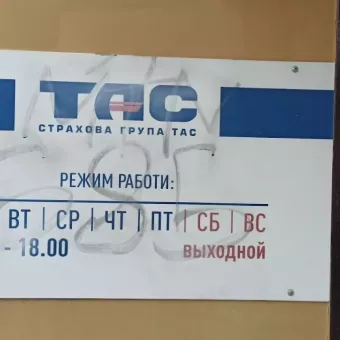 ТАС
СТРАХОВА ГРУПА ТАС
РЕЖИМ РАБОТИ:
ВТ | СР | ЧТ | ПТ | СБ | ВС
- 18.00 выходной